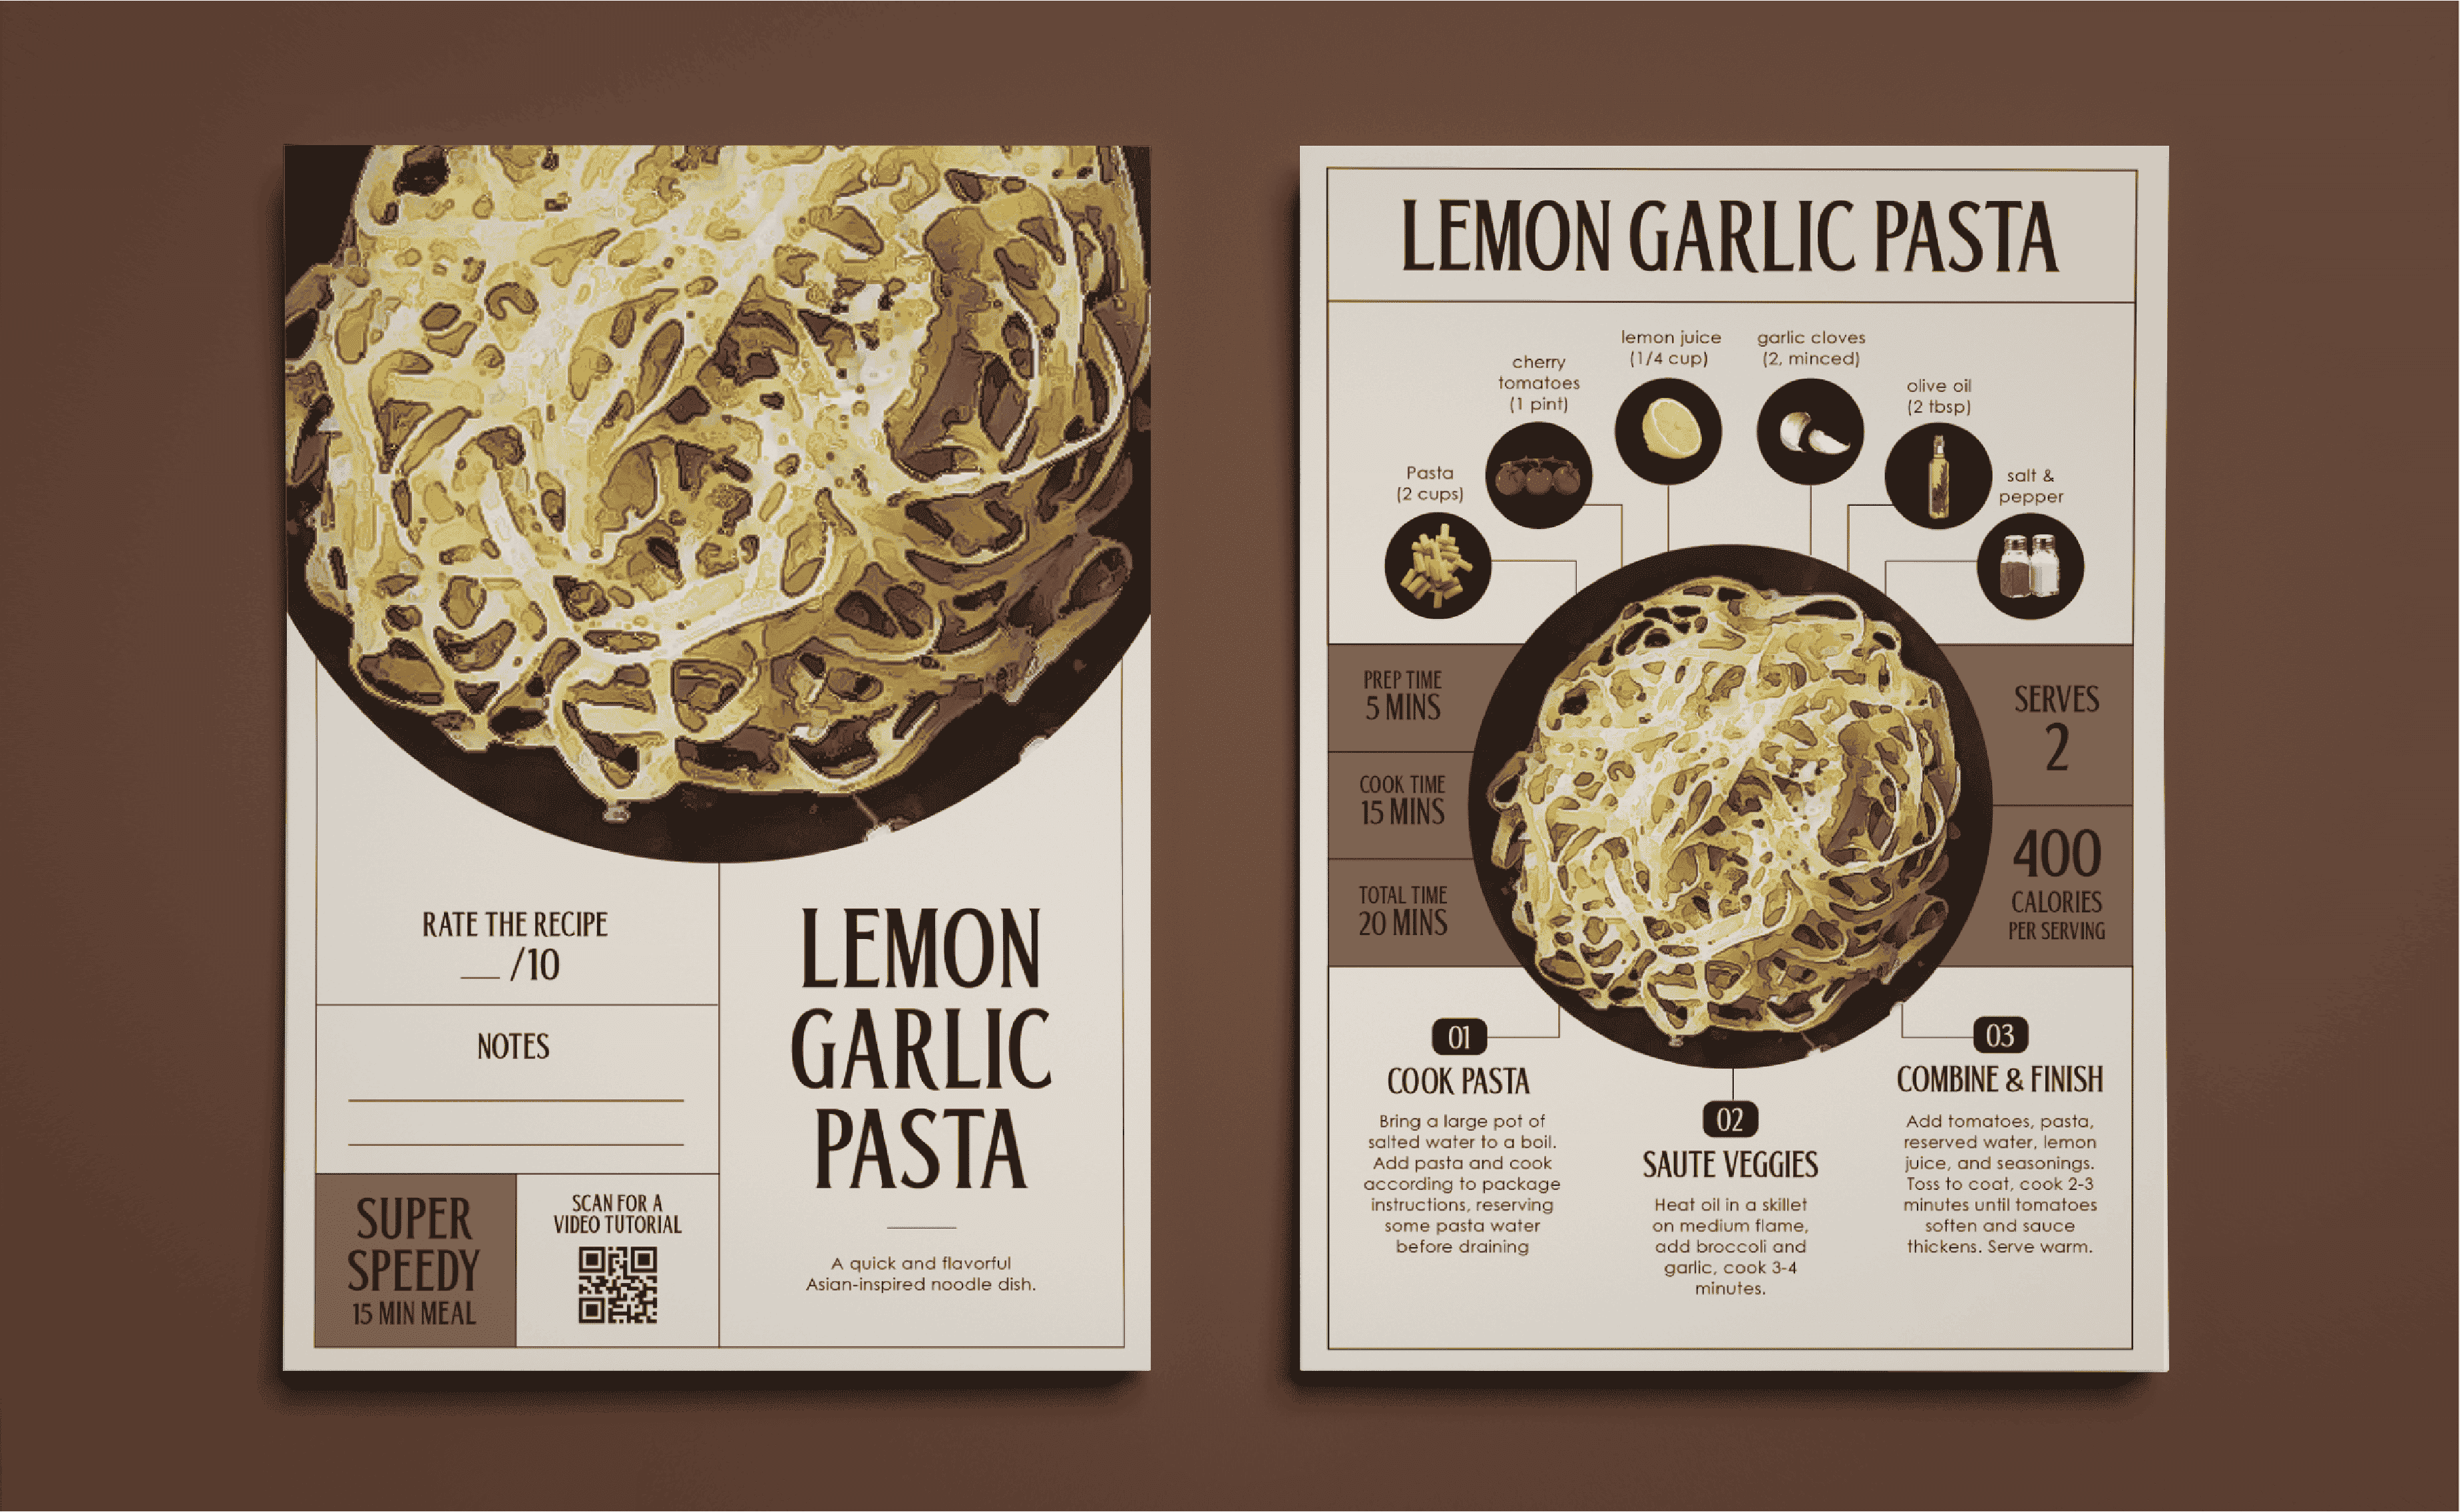 RATE THE RECIPE
__ /10
NOTES
SUPER
SPEEDY
15 MIN MEAL
SCAN FOR A
VIDEO TUTORIAL
LEMON
GARLIC
PASTA
A quick and flavorful
Asian-inspired noodle dish.
LEMON GARLIC PASTA
Pasta
(2 cups)
cherry
tomatoes
(1 pint)
lemon juice
(1/4 cup)
garlic cloves
(2, minced)
olive oil
(2 tbsp)
salt &
pepper
PREP TIME
5 MINS
COOK TIME
15 MINS
TOTAL TIME
20 MINS
SERVES
2
400
CALORIES
PER SERVING
01
COOK PASTA
Bring a large pot of
salted water to a boil.
Add pasta and cook
according to package
instructions, reserving
some pasta water
before draining
02
SAUTE VEGGIES
Heat oil in a skillet
on medium flame,
add broccoli and
garlic, cook 3-4
minutes.
03
COMBINE & FINISH
Add tomatoes, pasta,
reserved water, lemon
juice, and seasonings.
Toss to coat, cook 2-3
minutes until tomatoes
soften and sauce
thickens. Serve warm.